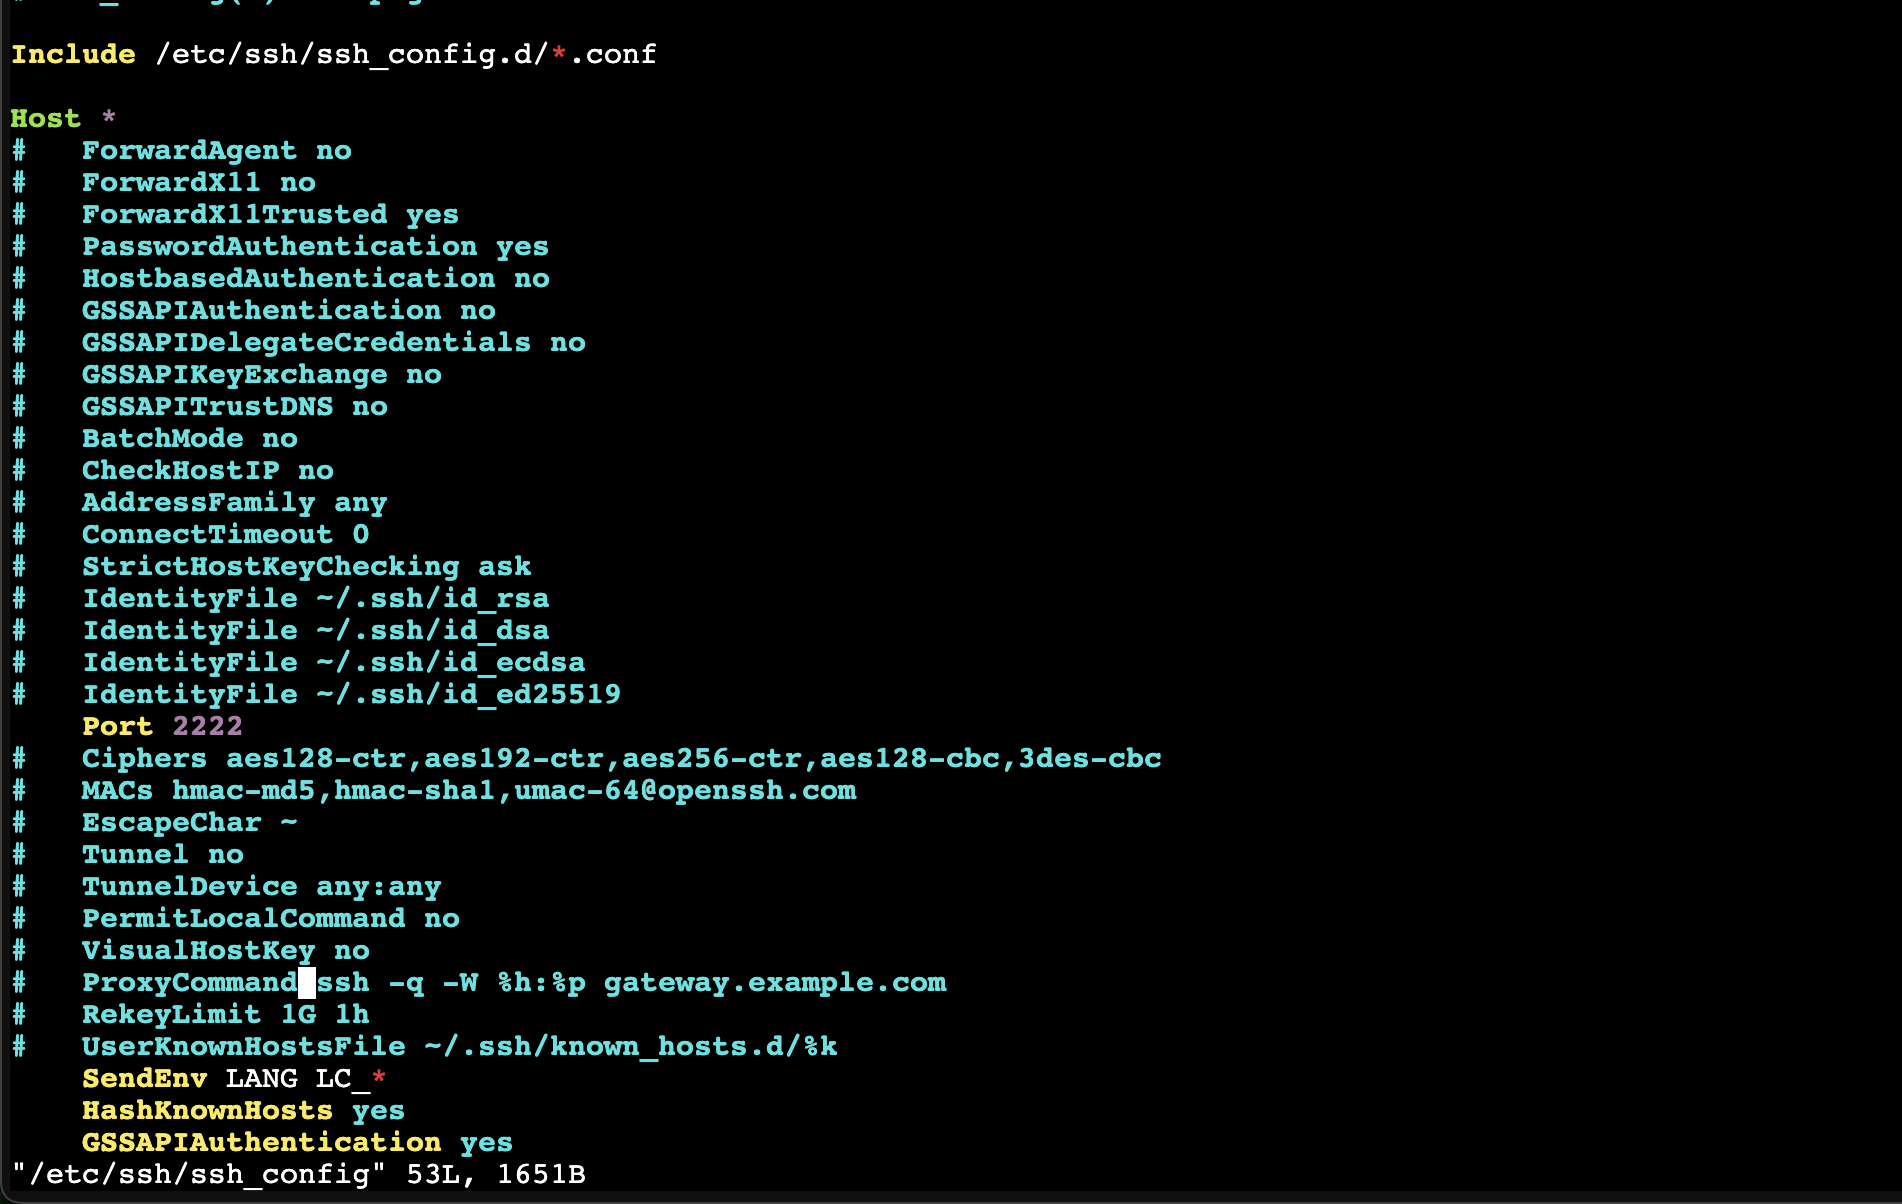 Include /etc/ssh/ssh_config.d/*.conf
Host *
#   ForwardAgent no
#   ForwardX11 no
#   ForwardX11Trusted yes
#   PasswordAuthentication yes
#   HostbasedAuthentication no
#   GSSAPIAuthentication no
#   GSSAPIDelegateCredentials no
#   GSSAPIKeyExchange no
#   GSSAPITrustDNS no
#   BatchMode no
#   CheckHostIP no
#   AddressFamily any
#   ConnectTimeout 0
#   StrictHostKeyChecking ask
#   IdentityFile ~/.ssh/id_rsa
#   IdentityFile ~/.ssh/id_dsa
#   IdentityFile ~/.ssh/id_ecdsa
#   IdentityFile ~/.ssh/id_ed25519
    Port 2222
#   Ciphers aes128-ctr,aes192-ctr,aes256-ctr,aes128-cbc,3des-cbc
#   MACs hmac-md5,hmac-sha1,umac-64@openssh.com
#   EscapeChar ~
#   Tunnel no
#   TunnelDevice any:any
#   PermitLocalCommand no
#   VisualHostKey no
#   ProxyCommand ssh -q -W %h:%p gateway.example.com
#   RekeyLimit 1G 1h
#   UserKnownHostsFile ~/.ssh/known_hosts.d/%k
    SendEnv LANG LC_*
    HashKnownHosts yes
    GSSAPIAuthentication yes
"/etc/ssh/ssh_config" 53L, 1651B